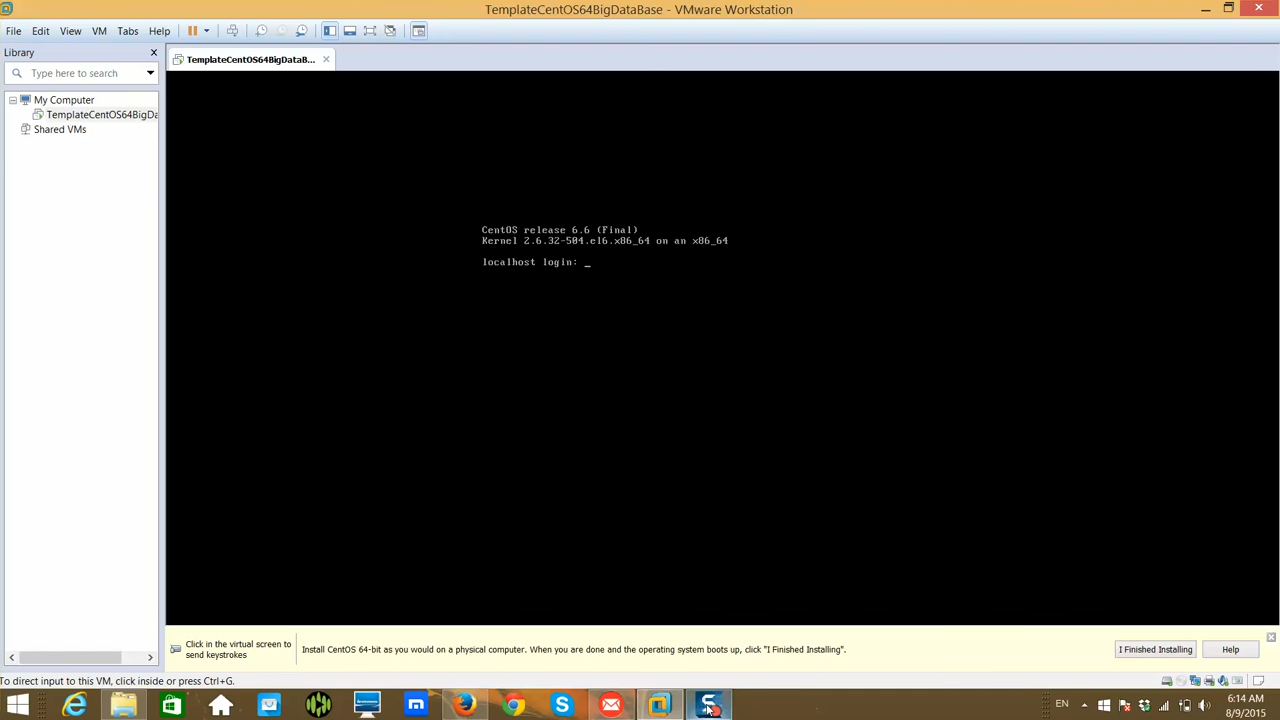 TemplateCentOS64BigDataBase - VMware Workstation
File Edit View VM Tabs Help
Library
TemplateCentOS64BigDataB...
Type here to search
My Computer
TemplateCentOS64BigDa
Shared VMs
CentOS release 6.6 (Final)
Kernel 2.6.32-504.el6.x86_64 on an x86_64
localhost login: _
Click in the virtual screen to
send keystrokes
Install CentOS 64-bit as you would on a physical computer. When you are done and the operating system boots up, click "I Finished Installing".
I Finished Installing
Help
To direct input to this VM, click inside or press Ctrl+G.
EN
6:14 AM
8/9/2015